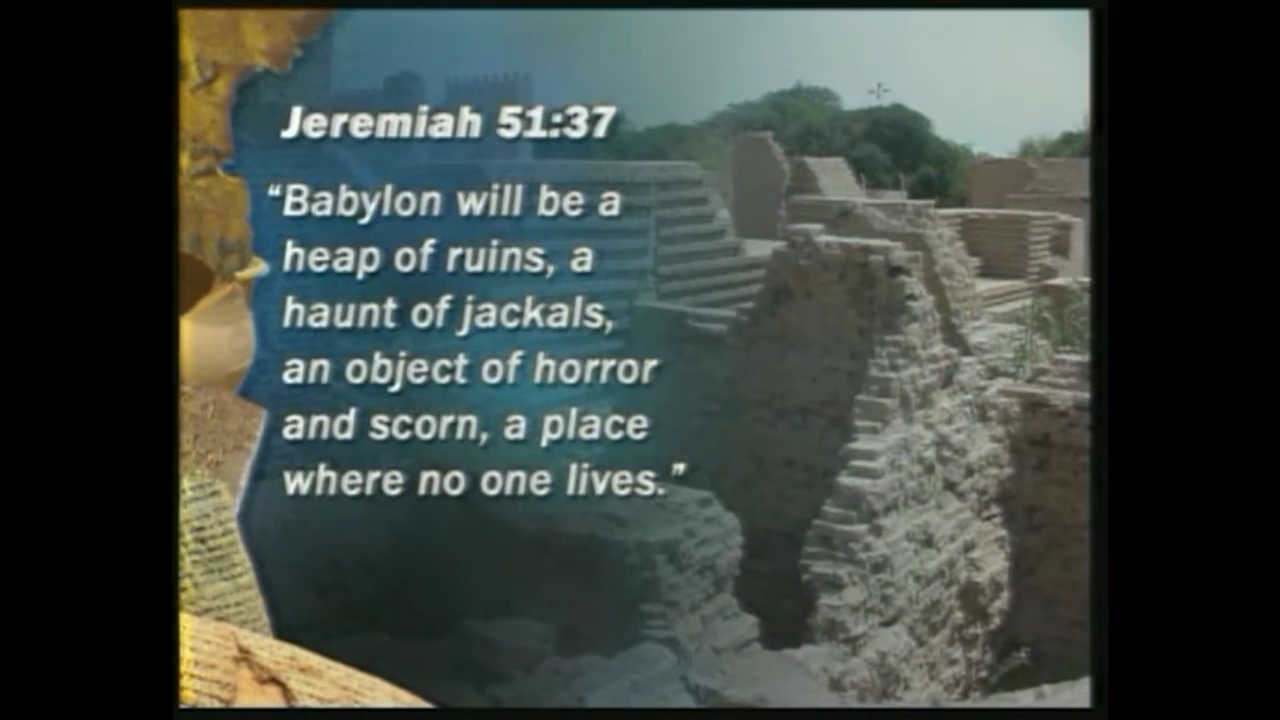 Jeremiah 51:37
“Babylon will be a
heap of ruins, a
haunt of jackals,
an object of horror
and scorn, a place
where no one lives.”